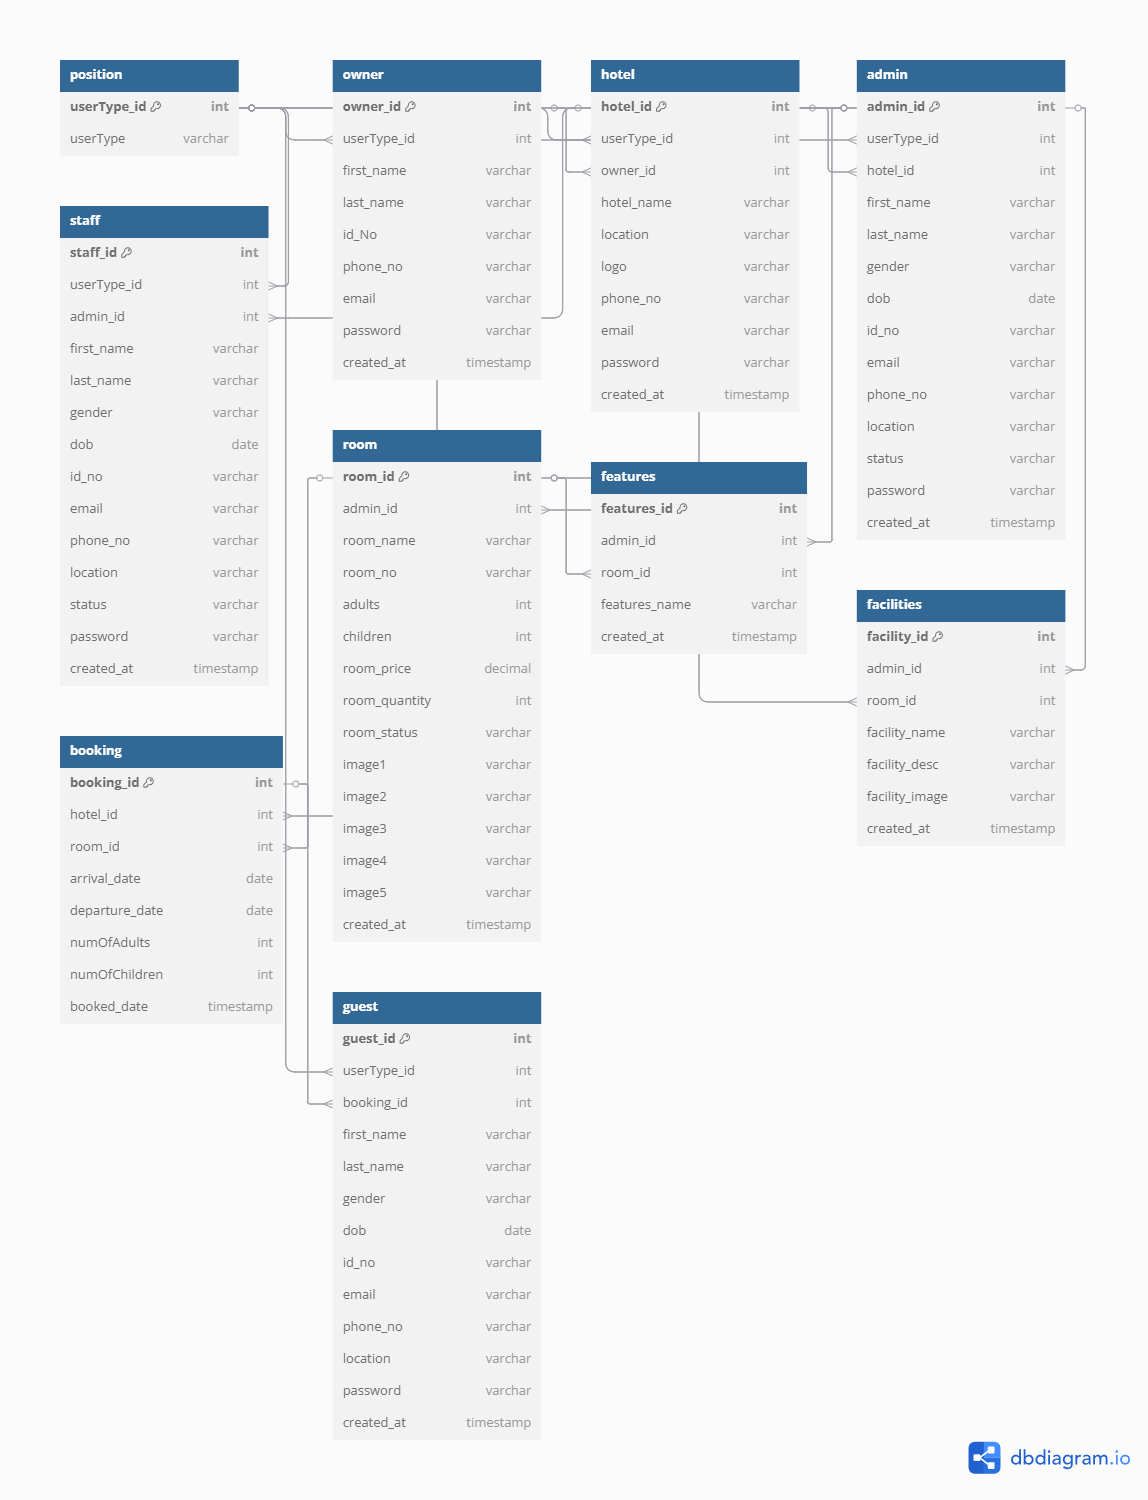 position
userType_id int
userType varchar
owner
owner_id int
userType_id int
first_name varchar
last_name varchar
id_No varchar
phone_no varchar
email varchar
password varchar
created_at timestamp
hotel
hotel_id int
userType_id int
owner_id int
hotel_name varchar
location varchar
logo varchar
phone_no varchar
email varchar
password varchar
created_at timestamp
admin
admin_id int
userType_id int
hotel_id int
first_name varchar
last_name varchar
gender varchar
dob date
id_no varchar
email varchar
phone_no varchar
location varchar
status varchar
password varchar
created_at timestamp
staff
staff_id int
userType_id int
admin_id int
first_name varchar
last_name varchar
gender varchar
dob date
id_no varchar
email varchar
phone_no varchar
location varchar
status varchar
password varchar
created_at timestamp
room
room_id int
admin_id int
room_name varchar
room_no varchar
adults int
children int
room_price decimal
room_quantity int
room_status varchar
image1 varchar
image2 varchar
image3 varchar
image4 varchar
image5 varchar
created_at timestamp
features
features_id int
admin_id int
room_id int
features_name varchar
created_at timestamp
facilities
facility_id int
admin_id int
room_id int
facility_name varchar
facility_desc varchar
facility_image varchar
created_at timestamp
booking
booking_id int
hotel_id int
room_id int
arrival_date date
departure_date date
numOfAdults int
numOfChildren int
booked_date timestamp
guest
guest_id int
userType_id int
booking_id int
first_name varchar
last_name varchar
gender varchar
dob date
id_no varchar
email varchar
phone_no varchar
location varchar
password varchar
created_at timestamp
dbdiagram.io